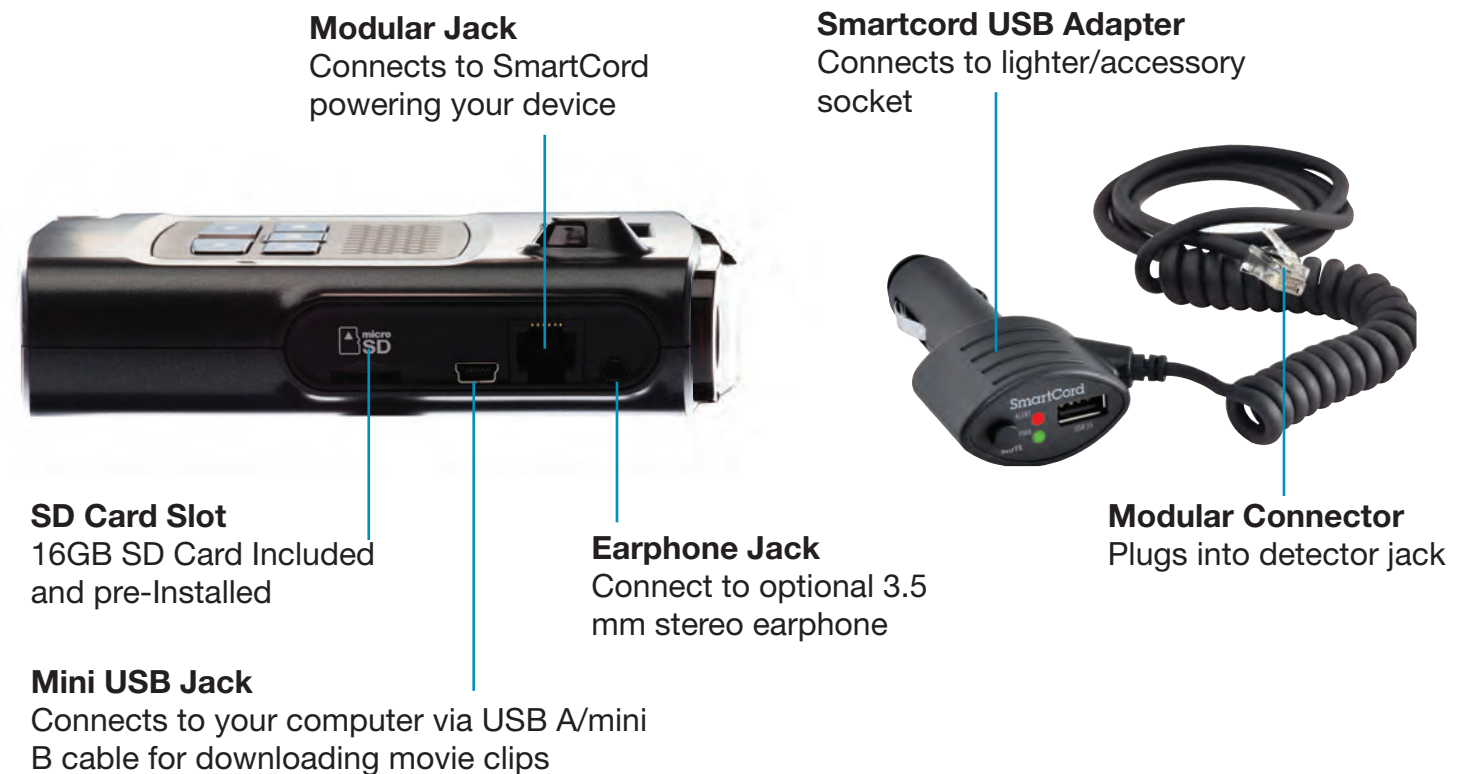 Modular Jack
Connects to SmartCord
powering your device
Smartcord USB Adapter
Connects to lighter/accessory
socket
micro
SD
SmartCord
ALERT
PWR
MUTE
SD Card Slot
16GB SD Card Included
and pre-Installed
Earphone Jack
Connect to optional 3.5
mm stereo earphone
Modular Connector
Plugs into detector jack
Mini USB Jack
Connects to your computer via USB A/mini
B cable for downloading movie clips